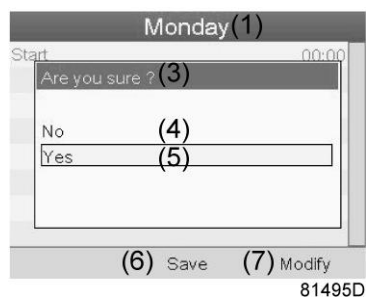 Monday(1)
Start 00:00
Are you sure ?(3)
No (4)
Yes (5)
(6) Save (7) Modify
81495D